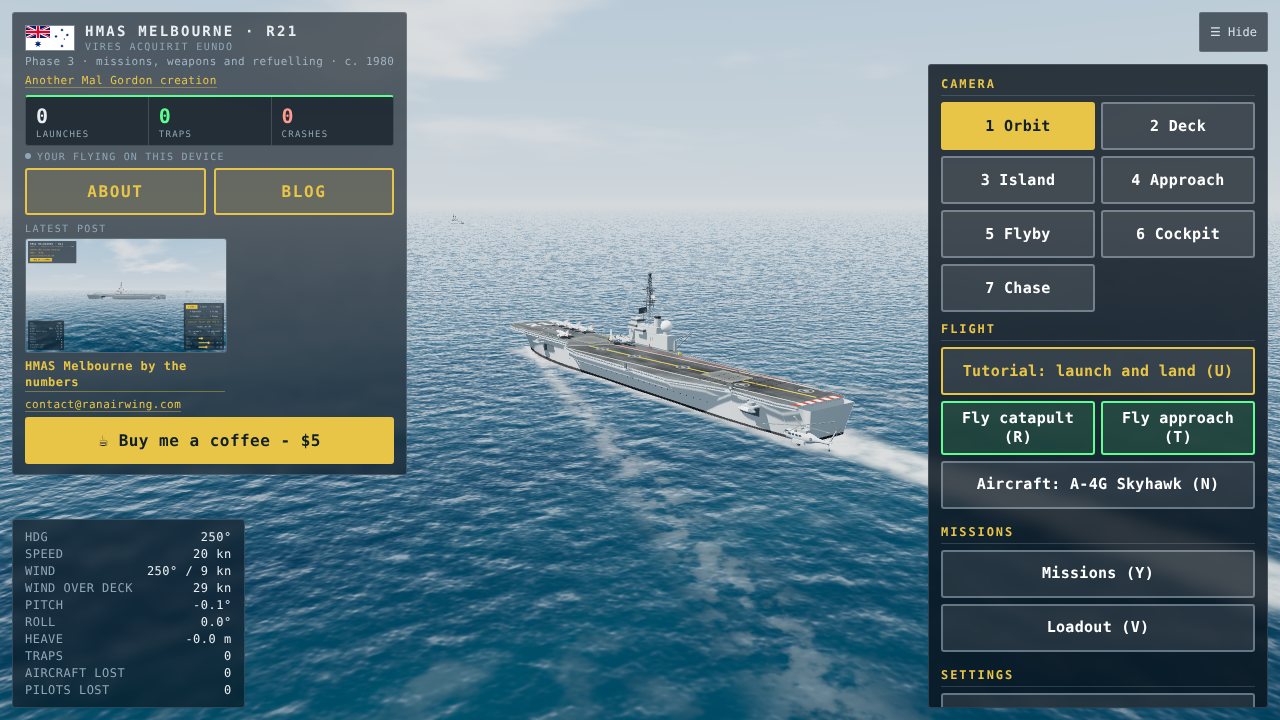 HMAS MELBOURNE · R21
VIRES ACQUIRIT EUNDO
Phase 3 · missions, weapons and refuelling · c. 1980
Another Mal Gordon creation
0
LAUNCHES
0
TRAPS
0
CRASHES
YOUR FLYING ON THIS DEVICE
ABOUT
BLOG
LATEST POST
HMAS Melbourne by the
numbers
contact@ranairwing.com
☕ Buy me a coffee - $5
HDG 250°
SPEED 20 kn
WIND 250° / 9 kn
WIND OVER DECK 29 kn
PITCH -0.1°
ROLL 0.0°
HEAVE -0.0 m
TRAPS 0
AIRCRAFT LOST 0
PILOTS LOST 0
☰ Hide
CAMERA
1 Orbit
2 Deck
3 Island
4 Approach
5 Flyby
6 Cockpit
7 Chase
FLIGHT
Tutorial: launch and land (U)
Fly catapult
(R)
Fly approach
(T)
Aircraft: A-4G Skyhawk (N)
MISSIONS
Missions (Y)
Loadout (V)
SETTINGS